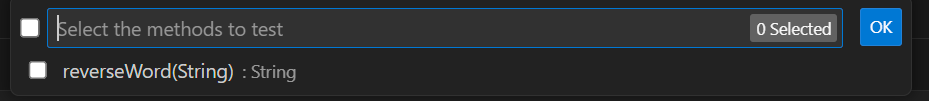 Select the methods to test 0 Selected OK
reverseWord(String) : String